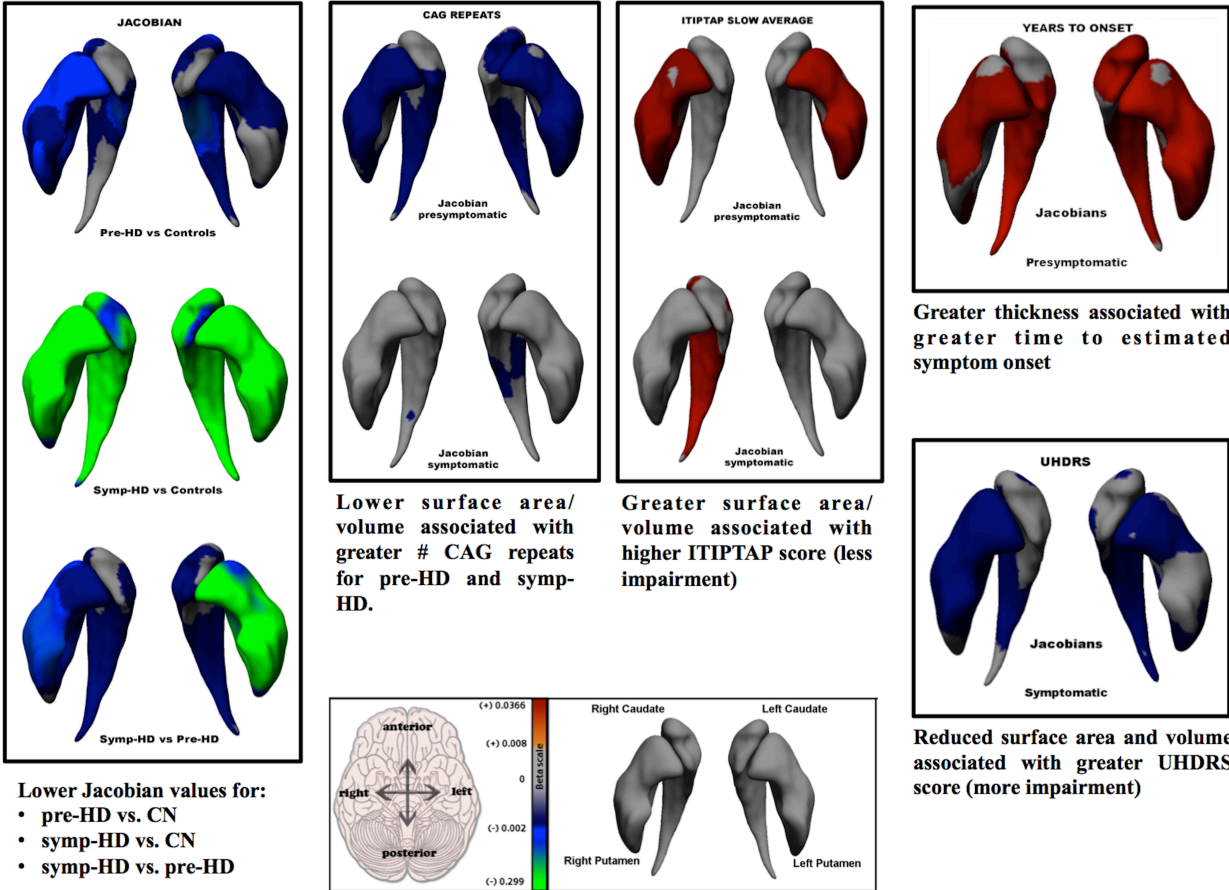 JACOBIAN
Pre-HD vs Controls
Symp-HD vs Controls
Symp-HD vs Pre-HD
Lower Jacobian values for:
• pre-HD vs. CN
• symp-HD vs. CN
• symp-HD vs. pre-HD
CAG REPEATS
Jacobian
presymptomatic
Jacobian
symptomatic
Lower surface area/
volume associated with
greater # CAG repeats
for pre-HD and symp-
HD.
ITIPTAP SLOW AVERAGE
Jacobian
presymptomatic
Jacobian
symptomatic
Greater surface area/
volume associated with
higher ITIPTAP score (less
impairment)
YEARS TO ONSET
Jacobians
Presymptomatic
Greater thickness associated with
greater time to estimated
symptom onset
UHDRS
Jacobians
Symptomatic
Reduced surface area and volume
associated with greater UHDRS
score (more impairment)
anterior
right
left
posterior
(+) 0.0366
(+) 0.008
0
(-) 0.002
(-) 0.299
Beta scale
Right Caudate
Left Caudate
Right Putamen
Left Putamen